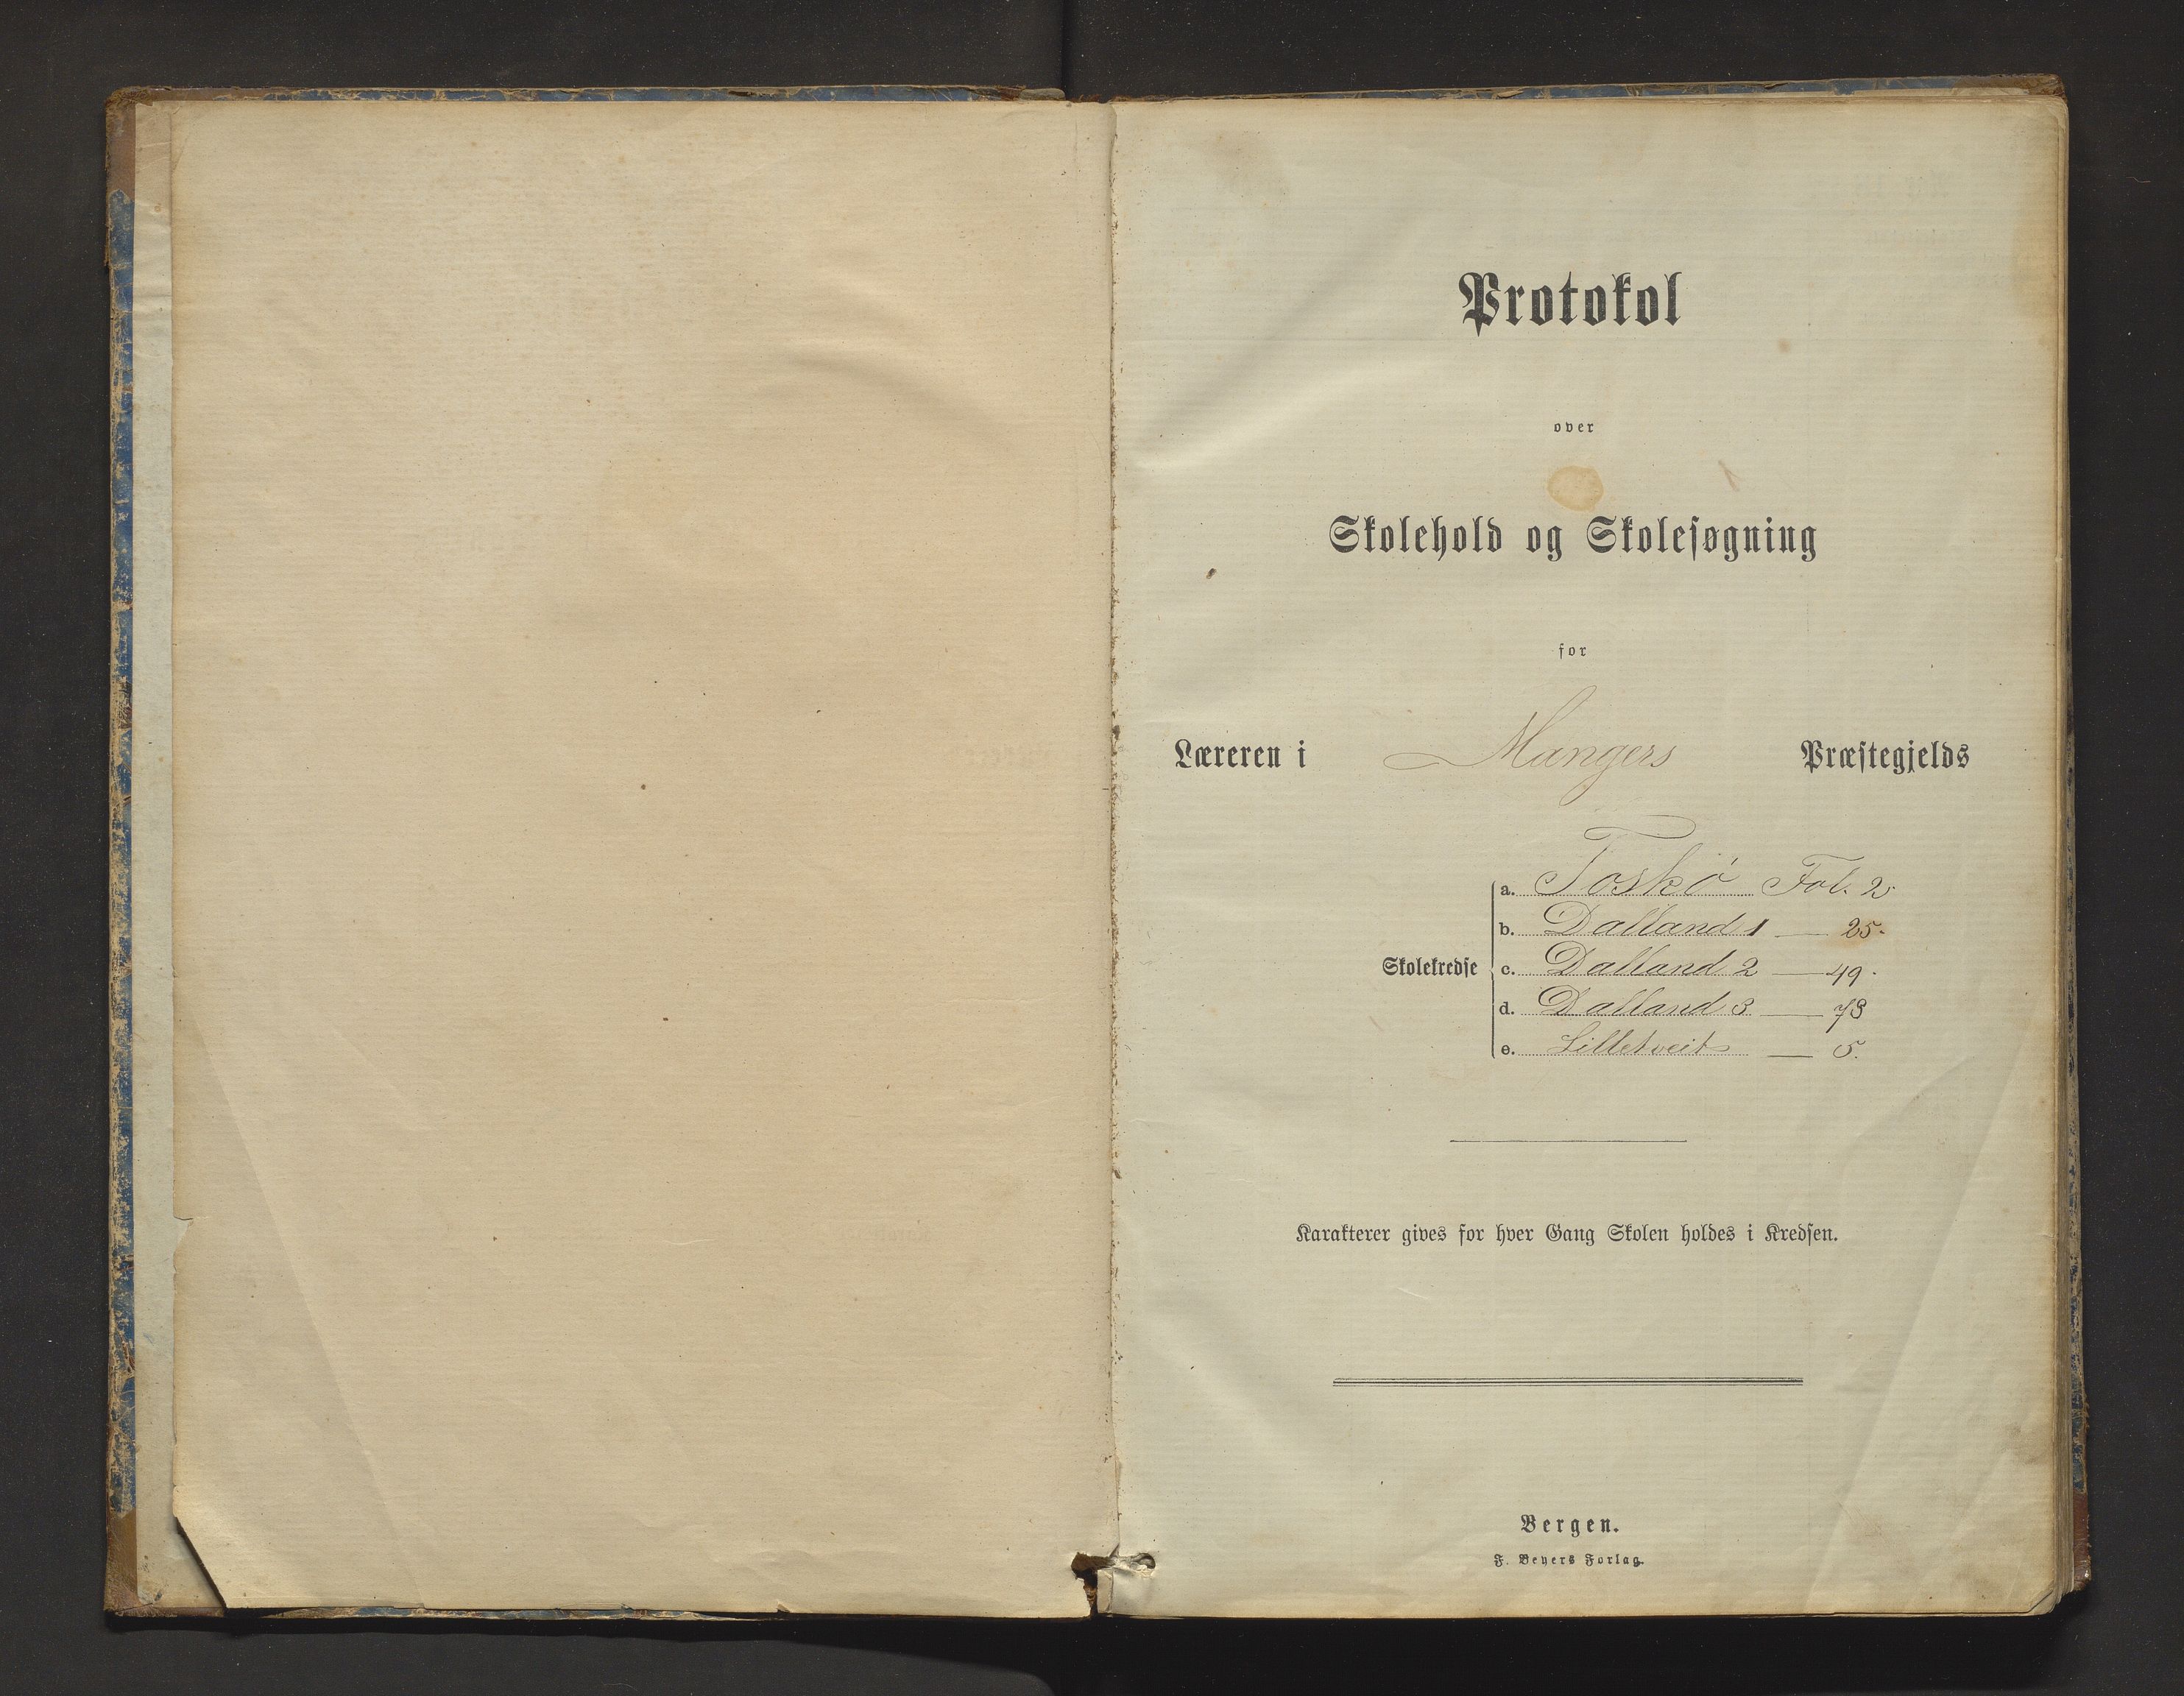 Protokol
over
Skolehold og Skolesøgning
for
Læreren i Mangers Præstegjelds
Skolekredse
a. Toskø Fol. 2
b. Dalland 1 — 25.
c. Dalland 2 — 49.
d. Dalland 3 — 73
e. Lilletveit — 5.
Karakterer gives for hver Gang Skolen holdes i Kredsen.
Bergen.
F. Beyers Forlag.